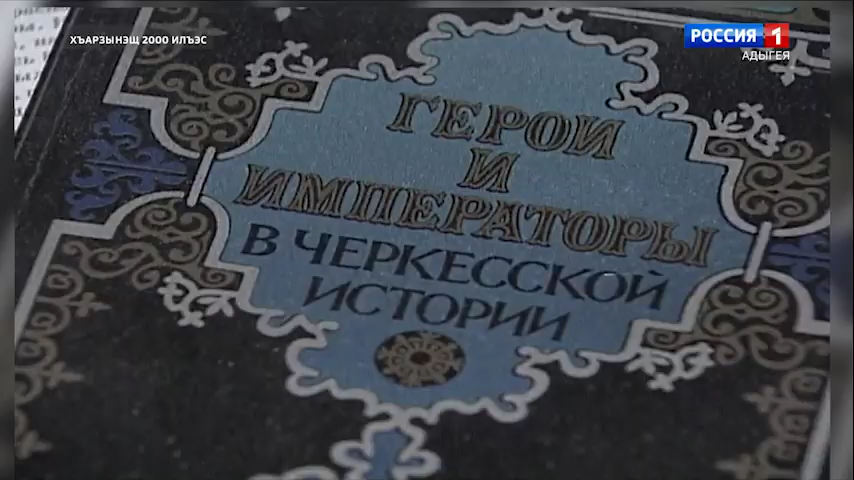 ХЪАРЗЫНЭЩ 2000 ИЛЪЭС
РОССИЯ 1
АДЫГЕЯ
ГЕРОИ
И
ИМПЕРАТОРЫ
В ЧЕРКЕССКОЙ
ИСТОРИИ